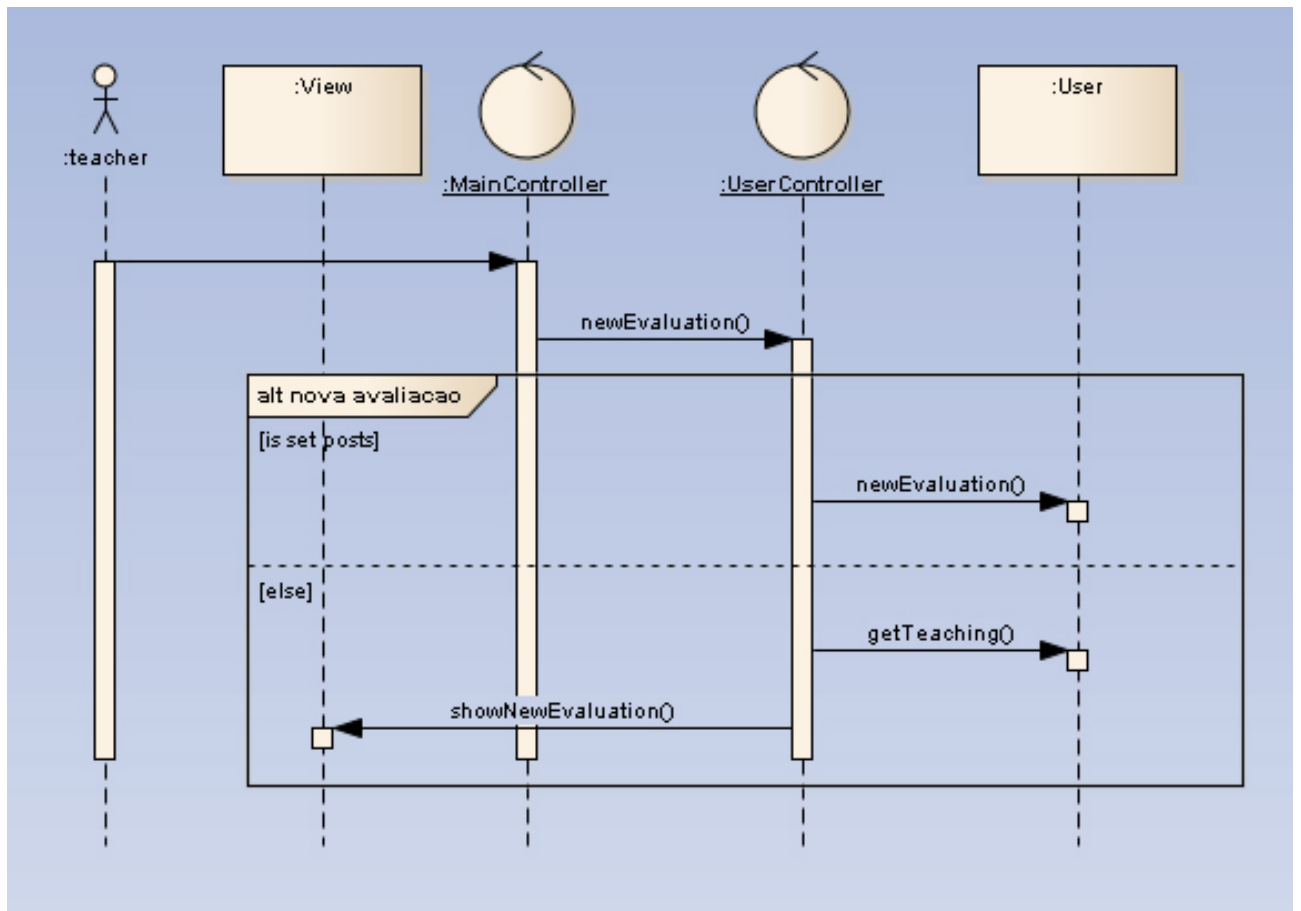 :View
:User
:teacher
:MainController
:UserController
newEvaluation()
alt nova avaliacao
[is set posts]
newEvaluation()
[else]
getTeaching()
showNewEvaluation()